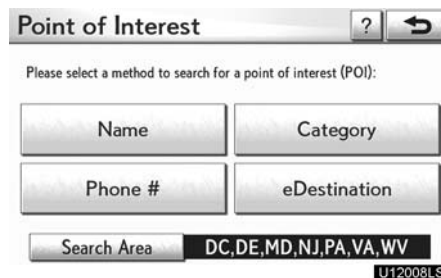 Point of Interest ?
Please select a method to search for a point of interest (POI):
Name Category
Phone # eDestination
Search Area DC,DE,MD,NJ,PA,VA,WV
U12008LS